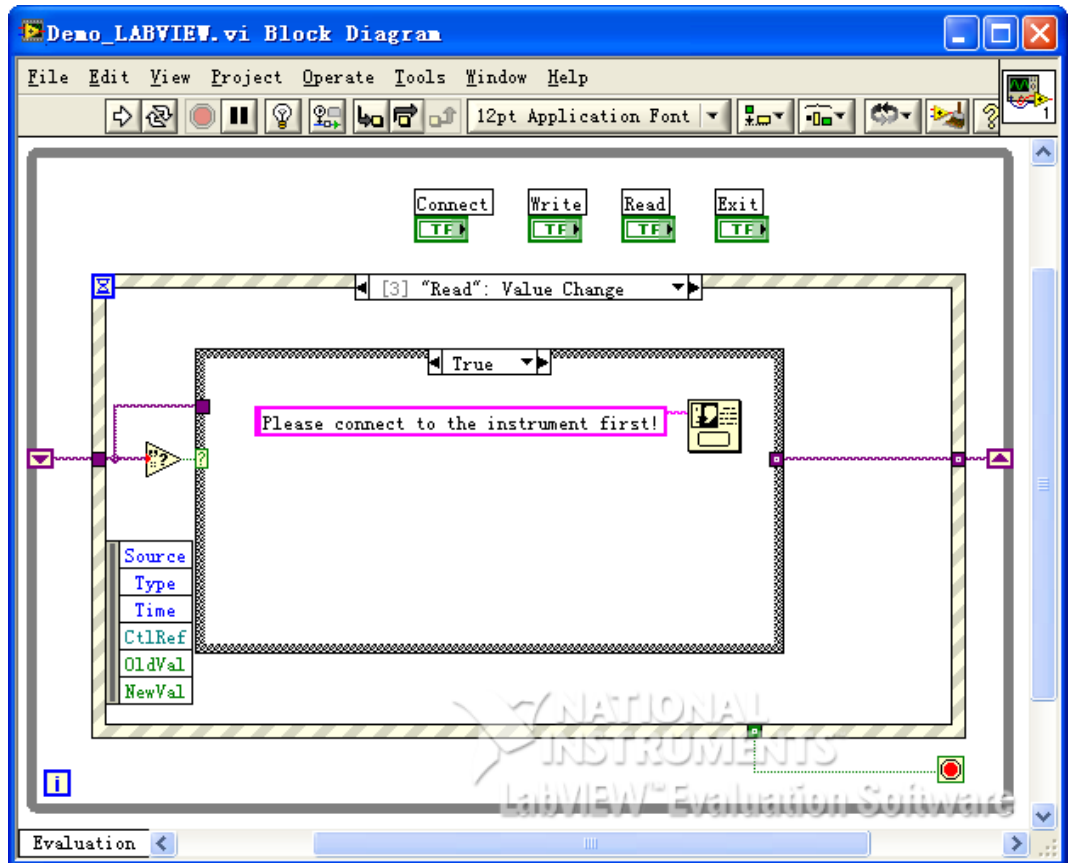 Demo_LABVIEW.vi Block Diagram
File Edit View Project Operate Tools Window Help
12pt Application Font
1
Connect Write Read Exit
TF TF TF TF
[3] "Read": Value Change
True
Please connect to the instrument first!
"?
?
Source
Type
Time
CtlRef
OldVal
NewVal
NATIONAL
INSTRUMENTS
LabVIEW™ Evaluation Software
i
Evaluation